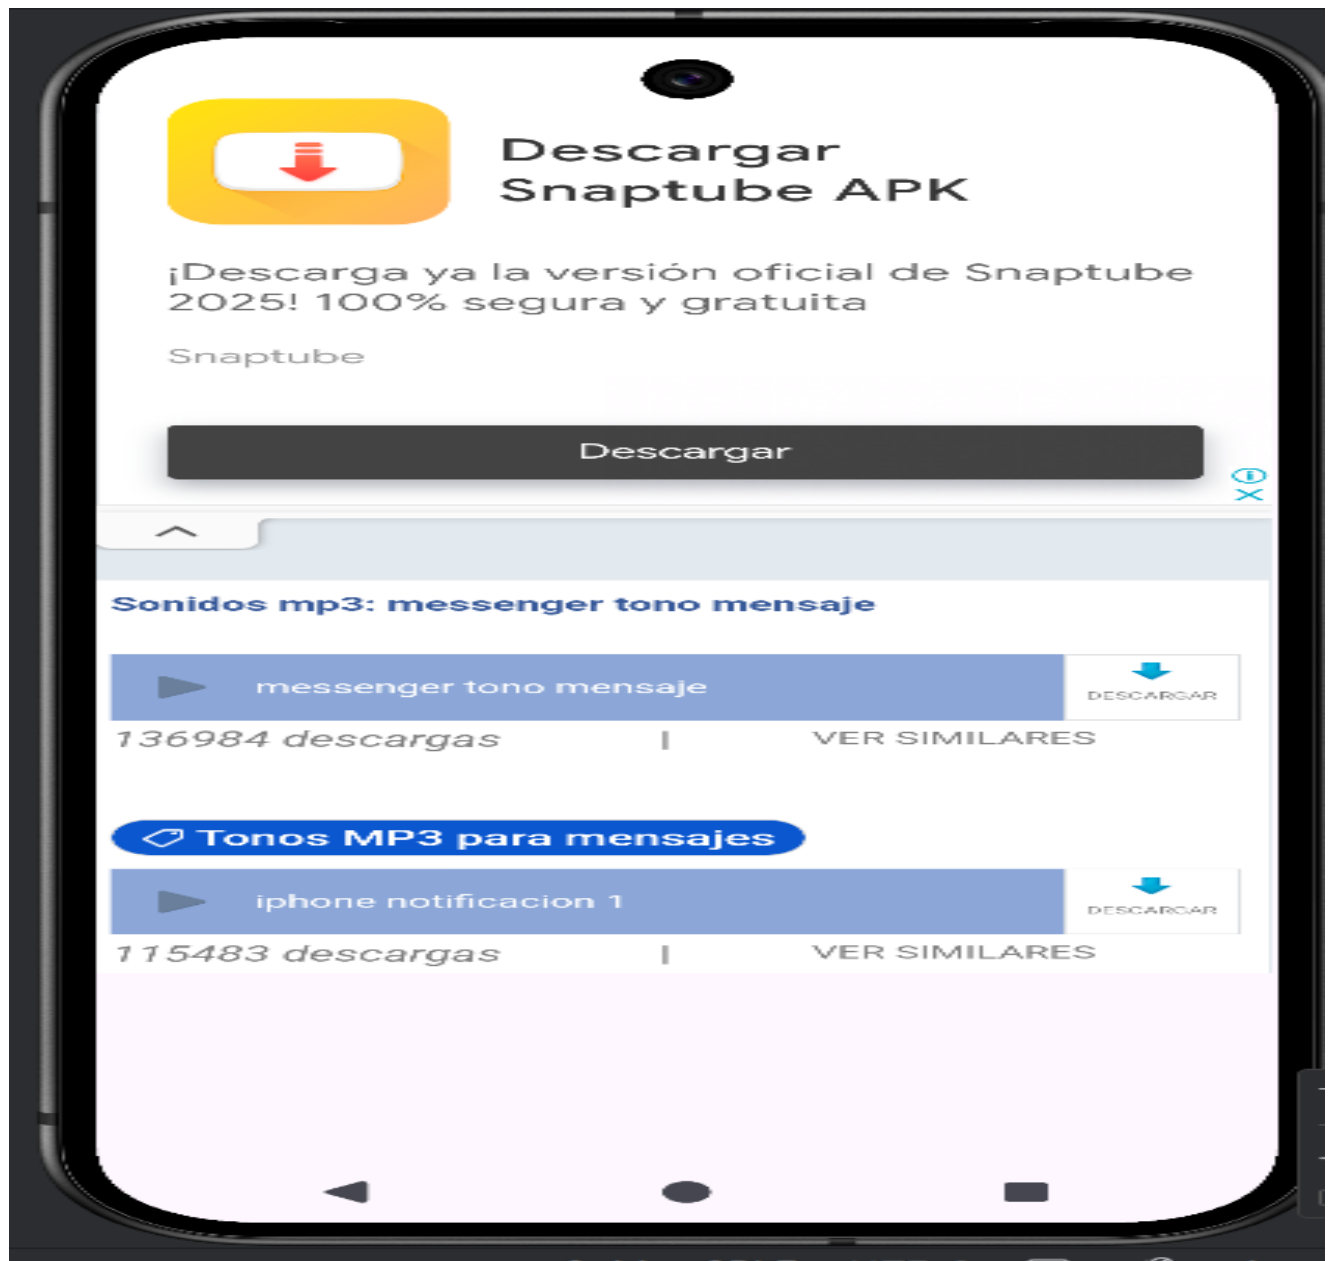 Descargar
Snaptube APK
¡Descarga ya la versión oficial de Snaptube
2025! 100% segura y gratuita
Snaptube
Descargar
Sonidos mp3: messenger tono mensaje
messenger tono mensaje
DESCARGAR
136984 descargas | VER SIMILARES
Tonos MP3 para mensajes
iphone notificacion 1
DESCARGAR
115483 descargas | VER SIMILARES